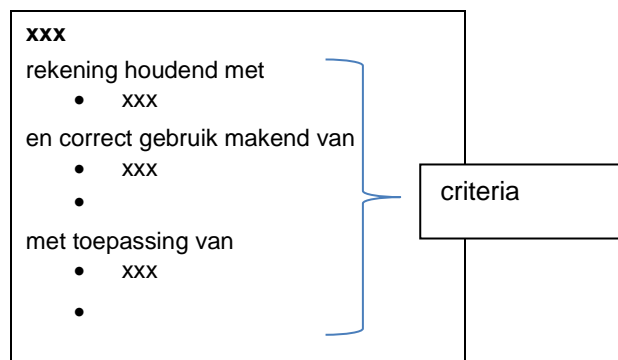 xxx
rekening houdend met
• xxx
en correct gebruik makend van
• xxx
•
met toepassing van
• xxx
•
criteria